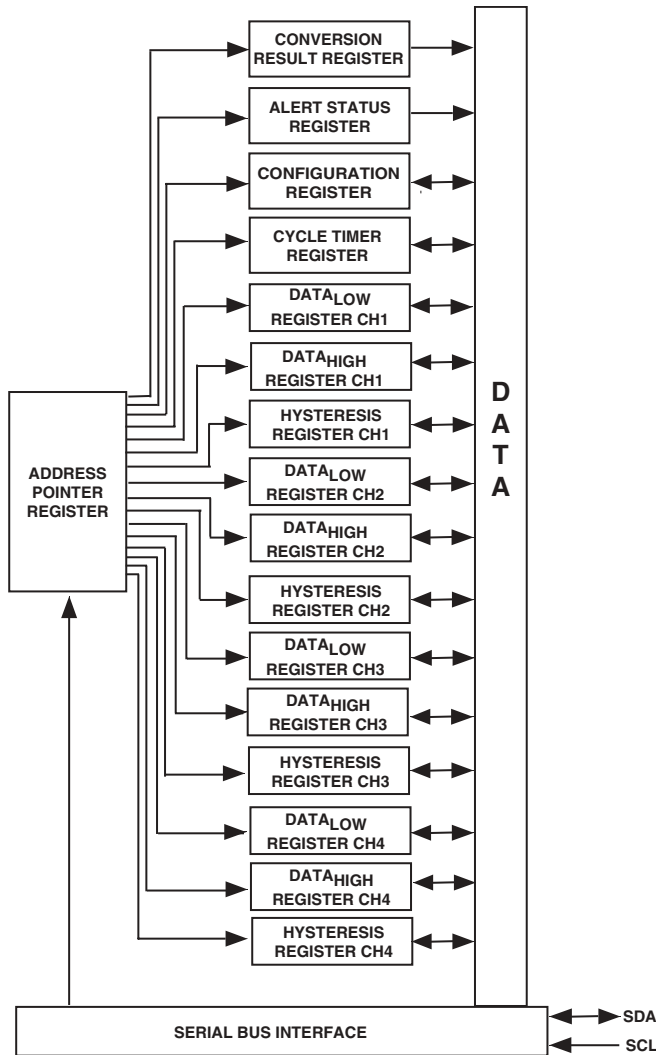 CONVERSION
RESULT REGISTER
ALERT STATUS
REGISTER
CONFIGURATION
REGISTER
CYCLE TIMER
REGISTER
DATALOW
REGISTER CH1
DATAHIGH
REGISTER CH1
HYSTERESIS
REGISTER CH1
DATALOW
REGISTER CH2
DATAHIGH
REGISTER CH2
HYSTERESIS
REGISTER CH2
DATALOW
REGISTER CH3
DATAHIGH
REGISTER CH3
HYSTERESIS
REGISTER CH3
DATALOW
REGISTER CH4
DATAHIGH
REGISTER CH4
HYSTERESIS
REGISTER CH4
ADDRESS
POINTER
REGISTER
D
A
T
A
SERIAL BUS INTERFACE
SDA
SCL